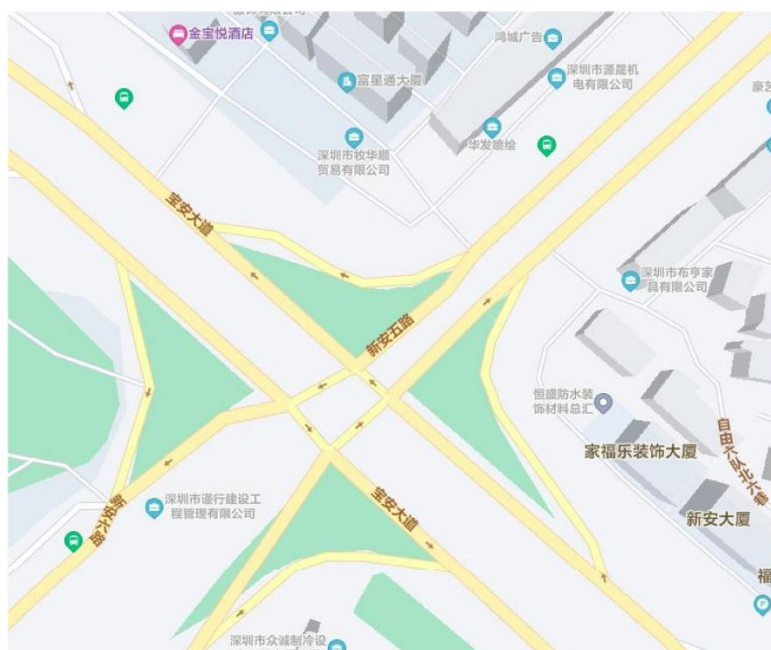 金宝悦酒店
鸿城广告
富星通大厦
深圳市源晟机
电有限公司
深圳市牧华顺
贸易有限公司
华发喷绘
宝安大道
深圳市布亨家
具有限公司
新安五路
恒盛防水装
饰材料总汇
家福乐装饰大厦
自由六队北六巷
新安大厦
深圳市谨行建设工
程管理有限公司
新安六路
宝安大道
福
P
深圳市众诚制冷设